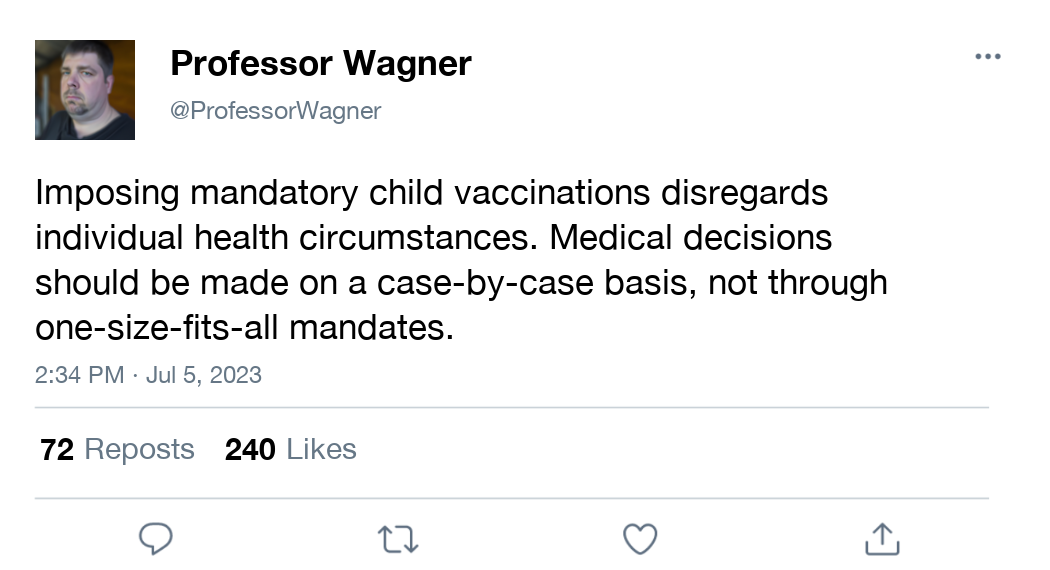 Professor Wagner
@ProfessorWagner
Imposing mandatory child vaccinations disregards
individual health circumstances. Medical decisions
should be made on a case-by-case basis, not through
one-size-fits-all mandates.
2:34 PM · Jul 5, 2023
72 Reposts 240 Likes